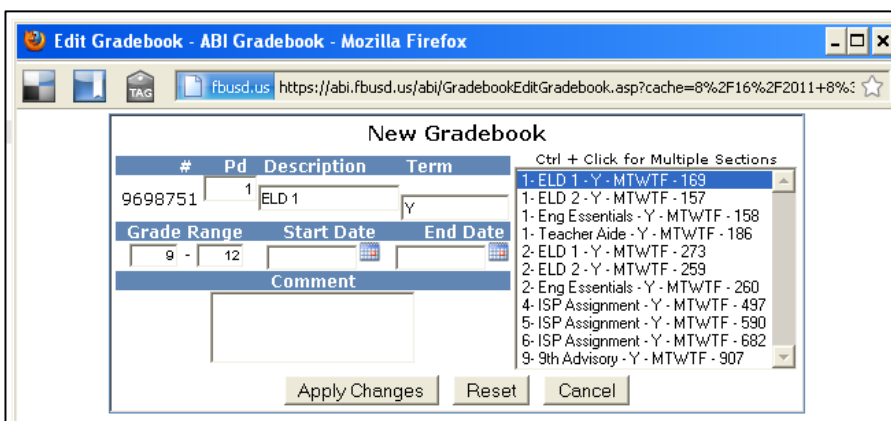 Edit Gradebook - ABI Gradebook - Mozilla Firefox
TAG
fbusd.us https://abi.fbusd.us/abi/GradebookEditGradebook.asp?cache=8%2F16%2F2011+8%3
New Gradebook
# Pd Description Term
9698751 1 ELD 1 Y
Grade Range Start Date End Date
9 - 12
Comment
Ctrl + Click for Multiple Sections
1- ELD 1 - Y - MTWTF - 169
1- ELD 2 - Y - MTWTF - 157
1- Eng Essentials - Y - MTWTF - 158
1- Teacher Aide - Y - MTWTF - 186
2- ELD 1 - Y - MTWTF - 273
2- ELD 2 - Y - MTWTF - 259
2- Eng Essentials - Y - MTWTF - 260
4- ISP Assignment - Y - MTWTF - 497
5- ISP Assignment - Y - MTWTF - 590
6- ISP Assignment - Y - MTWTF - 682
9- 9th Advisory - Y - MTWTF - 907
Apply Changes Reset Cancel